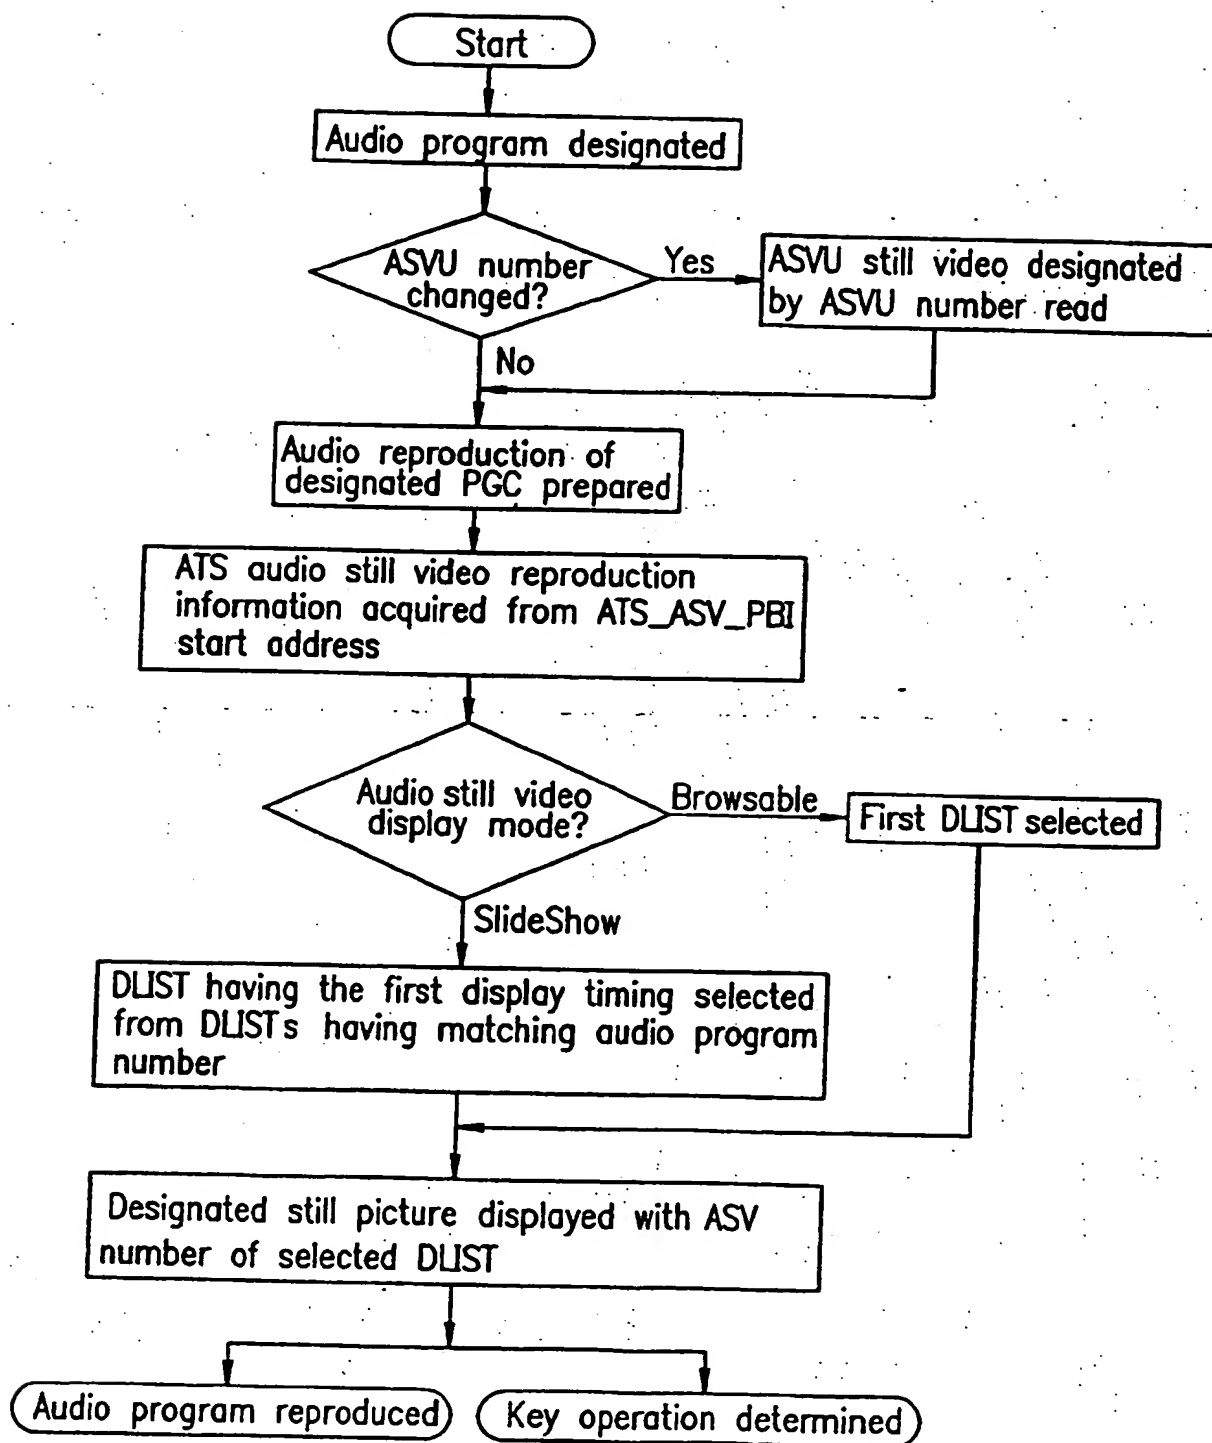 Start
Audio program designated
ASVU number
changed?
Yes
ASVU still video designated
by ASVU number read
No
Audio reproduction of
designated PGC prepared
ATS audio still video reproduction
information acquired from ATS_ASV_PBI
start address
Audio still video
display mode?
Browsable
First DLIST selected
SlideShow
DLIST having the first display timing selected
from DLISTs having matching audio program
number
Designated still picture displayed with ASV
number of selected DLIST
Audio program reproduced
Key operation determined